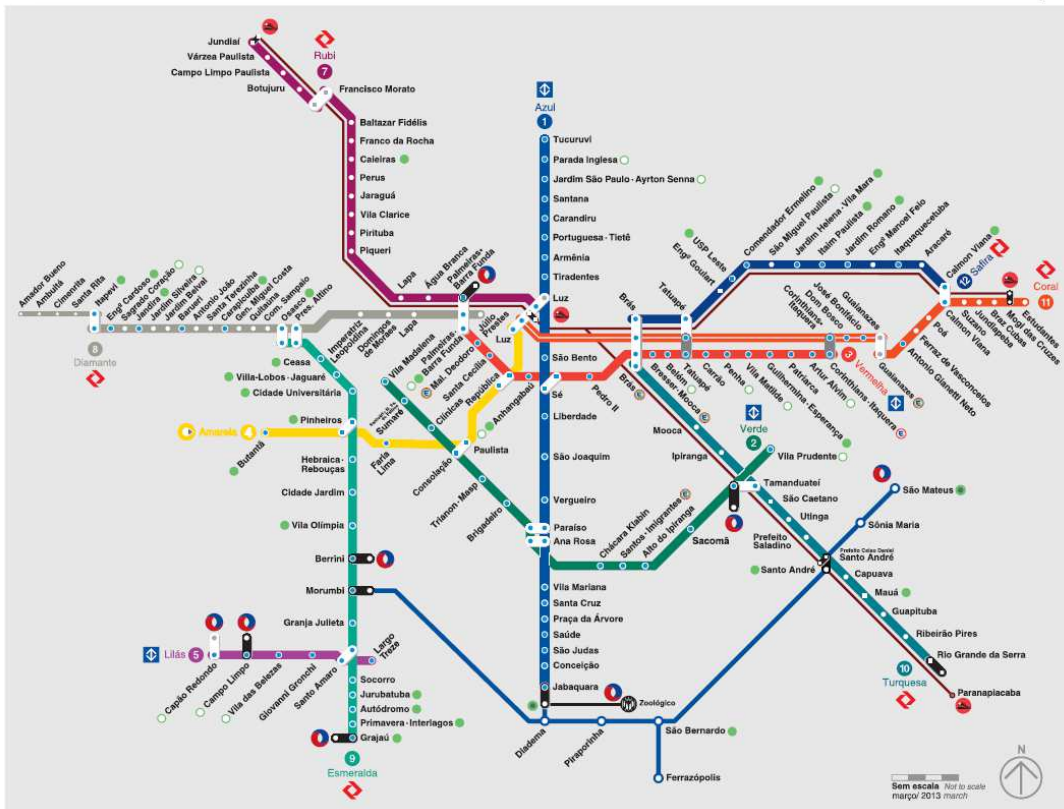 Jundiaí
Várzea Paulista
Campo Limpo Paulista
Botujuru
Rubi
7
Francisco Morato
Baltazar Fidélis
Franco da Rocha
Caieiras
Perus
Jaraguá
Vila Clarice
Pirituba
Piqueri
Lapa
Água Branca
Palmeiras-
Barra Funda
Azul
1
Tucuruvi
Parada Inglesa
Jardim São Paulo - Ayrton Senna
Santana
Carandiru
Portuguesa - Tietê
Armênia
Tiradentes
Luz
São Bento
Sé
Liberdade
São Joaquim
Vergueiro
Paraíso
Ana Rosa
Vila Mariana
Santa Cruz
Praça da Árvore
Saúde
São Judas
Conceição
Jabaquara
Zoológico
Diadema
Piraporinha
São Bernardo
Ferrazópolis
Amador Bueno
Ambuitá
Cimenrita
Santa Rita
Itapevi
Engº Cardoso
Sagrado Coração
Jandira
Jardim Silveira
Jardim Belval
Barueri
Antonio João
Santa Terezinha
Carapicuíba
Gen. Miguel Costa
Quitauna
Com. Sampaio
Osasco
Pres. Altino
Imperatriz
Leopoldina
Domingos
de Moraes
Lapa
Palmeiras-
Barra Funda
Júlio
Prestes
Luz
8
Diamante
Ceasa
Villa-Lobos - Jaguaré
Cidade Universitária
Pinheiros
Hebraica -
Rebouças
Cidade Jardim
Vila Olímpia
Berrini
Morumbi
Granja Julieta
Santo Amaro
Largo
Treze
Socorro
Jurubatuba
Autódromo
Primavera - Interlagos
Grajaú
9
Esmeralda
Lilás
5
Capão Redondo
Campo Limpo
Vila das Belezas
Giovanni Gronchi
Amarela
4
Butantã
Faria
Lima
Paulista
República
Vila Madalena
Sumaré
Clínicas
Consolação
Trianon - Masp
Brigadeiro
Chácara Klabin
Santos - Imigrantes
Alto do Ipiranga
Sacomã
Tamanduateí
Vila Prudente
Verde
2
Mal. Deodoro
Santa Cecília
Anhangabaú
Pedro II
Brás
Bresser - Mooca
Belém
Tatuapé
Carrão
Penha
Vila Matilde
Guilhermina - Esperança
Patriarca
Artur Alvim
Corinthians - Itaquera
3
Vermelha
Brás
Tatuapé
Engº Goulart
USP Leste
Comendador Ermelino
São Miguel Paulista
Jardim Helena - Vila Mara
Itaim Paulista
Jardim Romano
Engº Manoel Feio
Itaquaquecetuba
Aracaré
Calmon Viana
12
Safira
Corinthians-
Itaquera
Dom Bosco
José Bonifácio
Guaianazes
Guaianazes
Antonio Gianetti Neto
Ferraz de Vasconcelos
Poá
Calmon Viana
Suzano
Jundiapeba
Braz Cubas
Mogi das Cruzes
Estudantes
Coral
11
Mooca
Ipiranga
São Caetano
Utinga
Prefeito
Saladino
Prefeito Celso Daniel
Santo André
Santo André
Capuava
Mauá
Guapituba
Ribeirão Pires
Rio Grande da Serra
Paranapiacaba
10
Turquesa
São Mateus
Sônia Maria
N
Sem escala Not to scale
março/ 2013 march